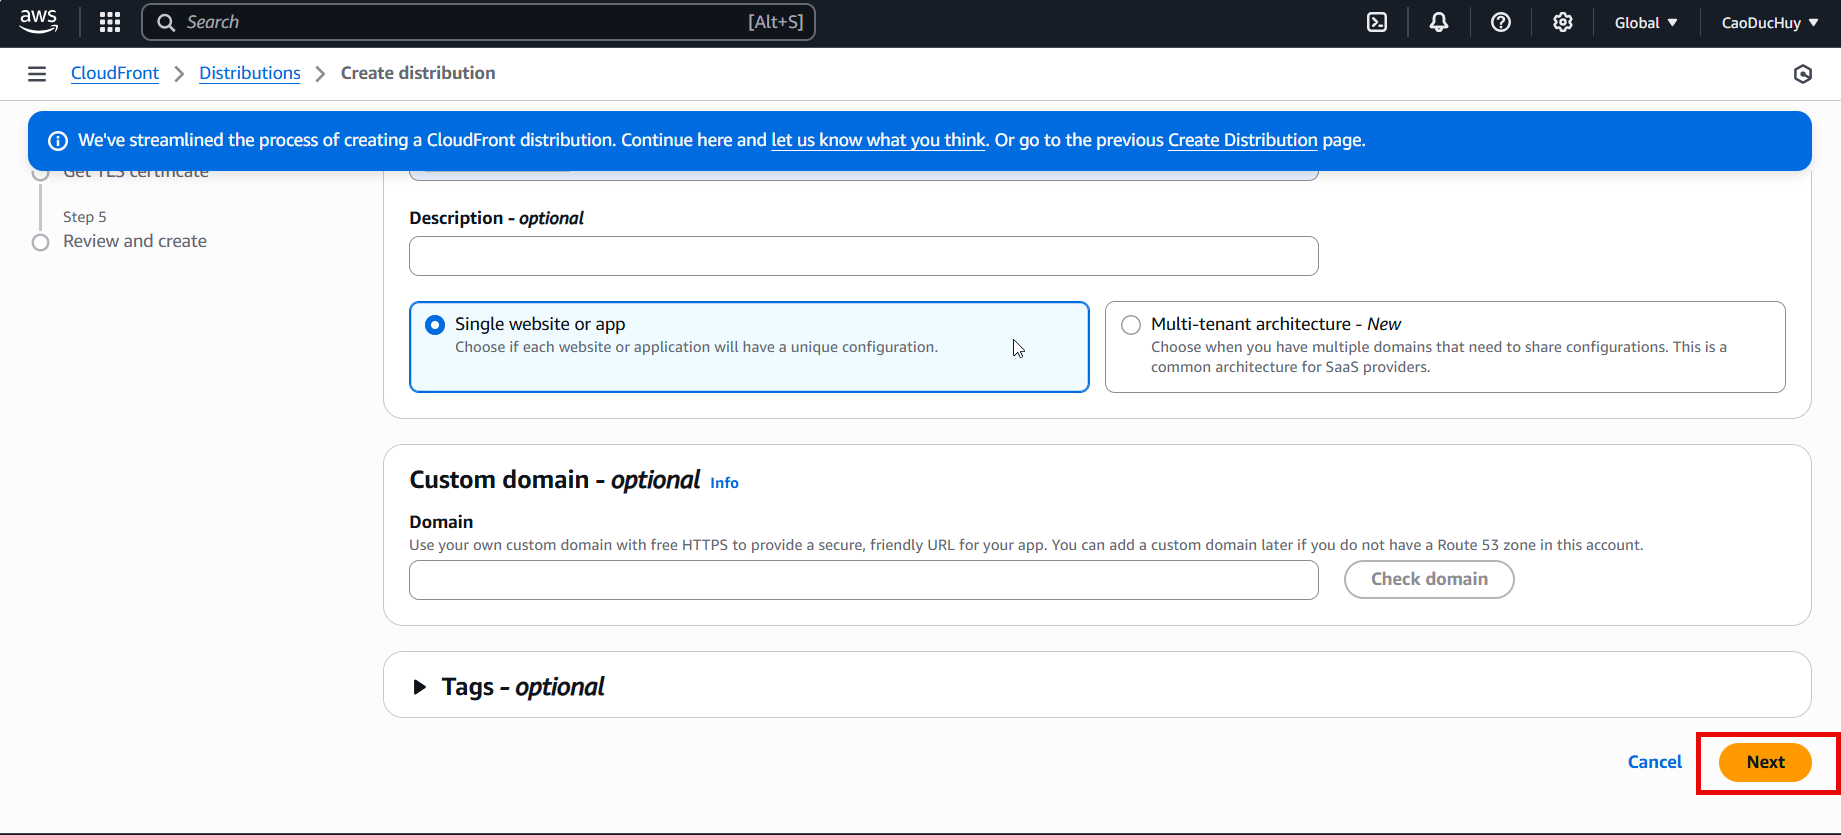 aws
Search
[Alt+S]
Global
CaoDucHuy
CloudFront
Distributions
Create distribution
We've streamlined the process of creating a CloudFront distribution. Continue here and let us know what you think. Or go to the previous Create Distribution page.
Get TLS certificate
Step 5
Review and create
Description - optional
Single website or app
Choose if each website or application will have a unique configuration.
Multi-tenant architecture - New
Choose when you have multiple domains that need to share configurations. This is a
common architecture for SaaS providers.
Custom domain - optional Info
Domain
Use your own custom domain with free HTTPS to provide a secure, friendly URL for your app. You can add a custom domain later if you do not have a Route 53 zone in this account.
Check domain
Tags - optional
Cancel
Next